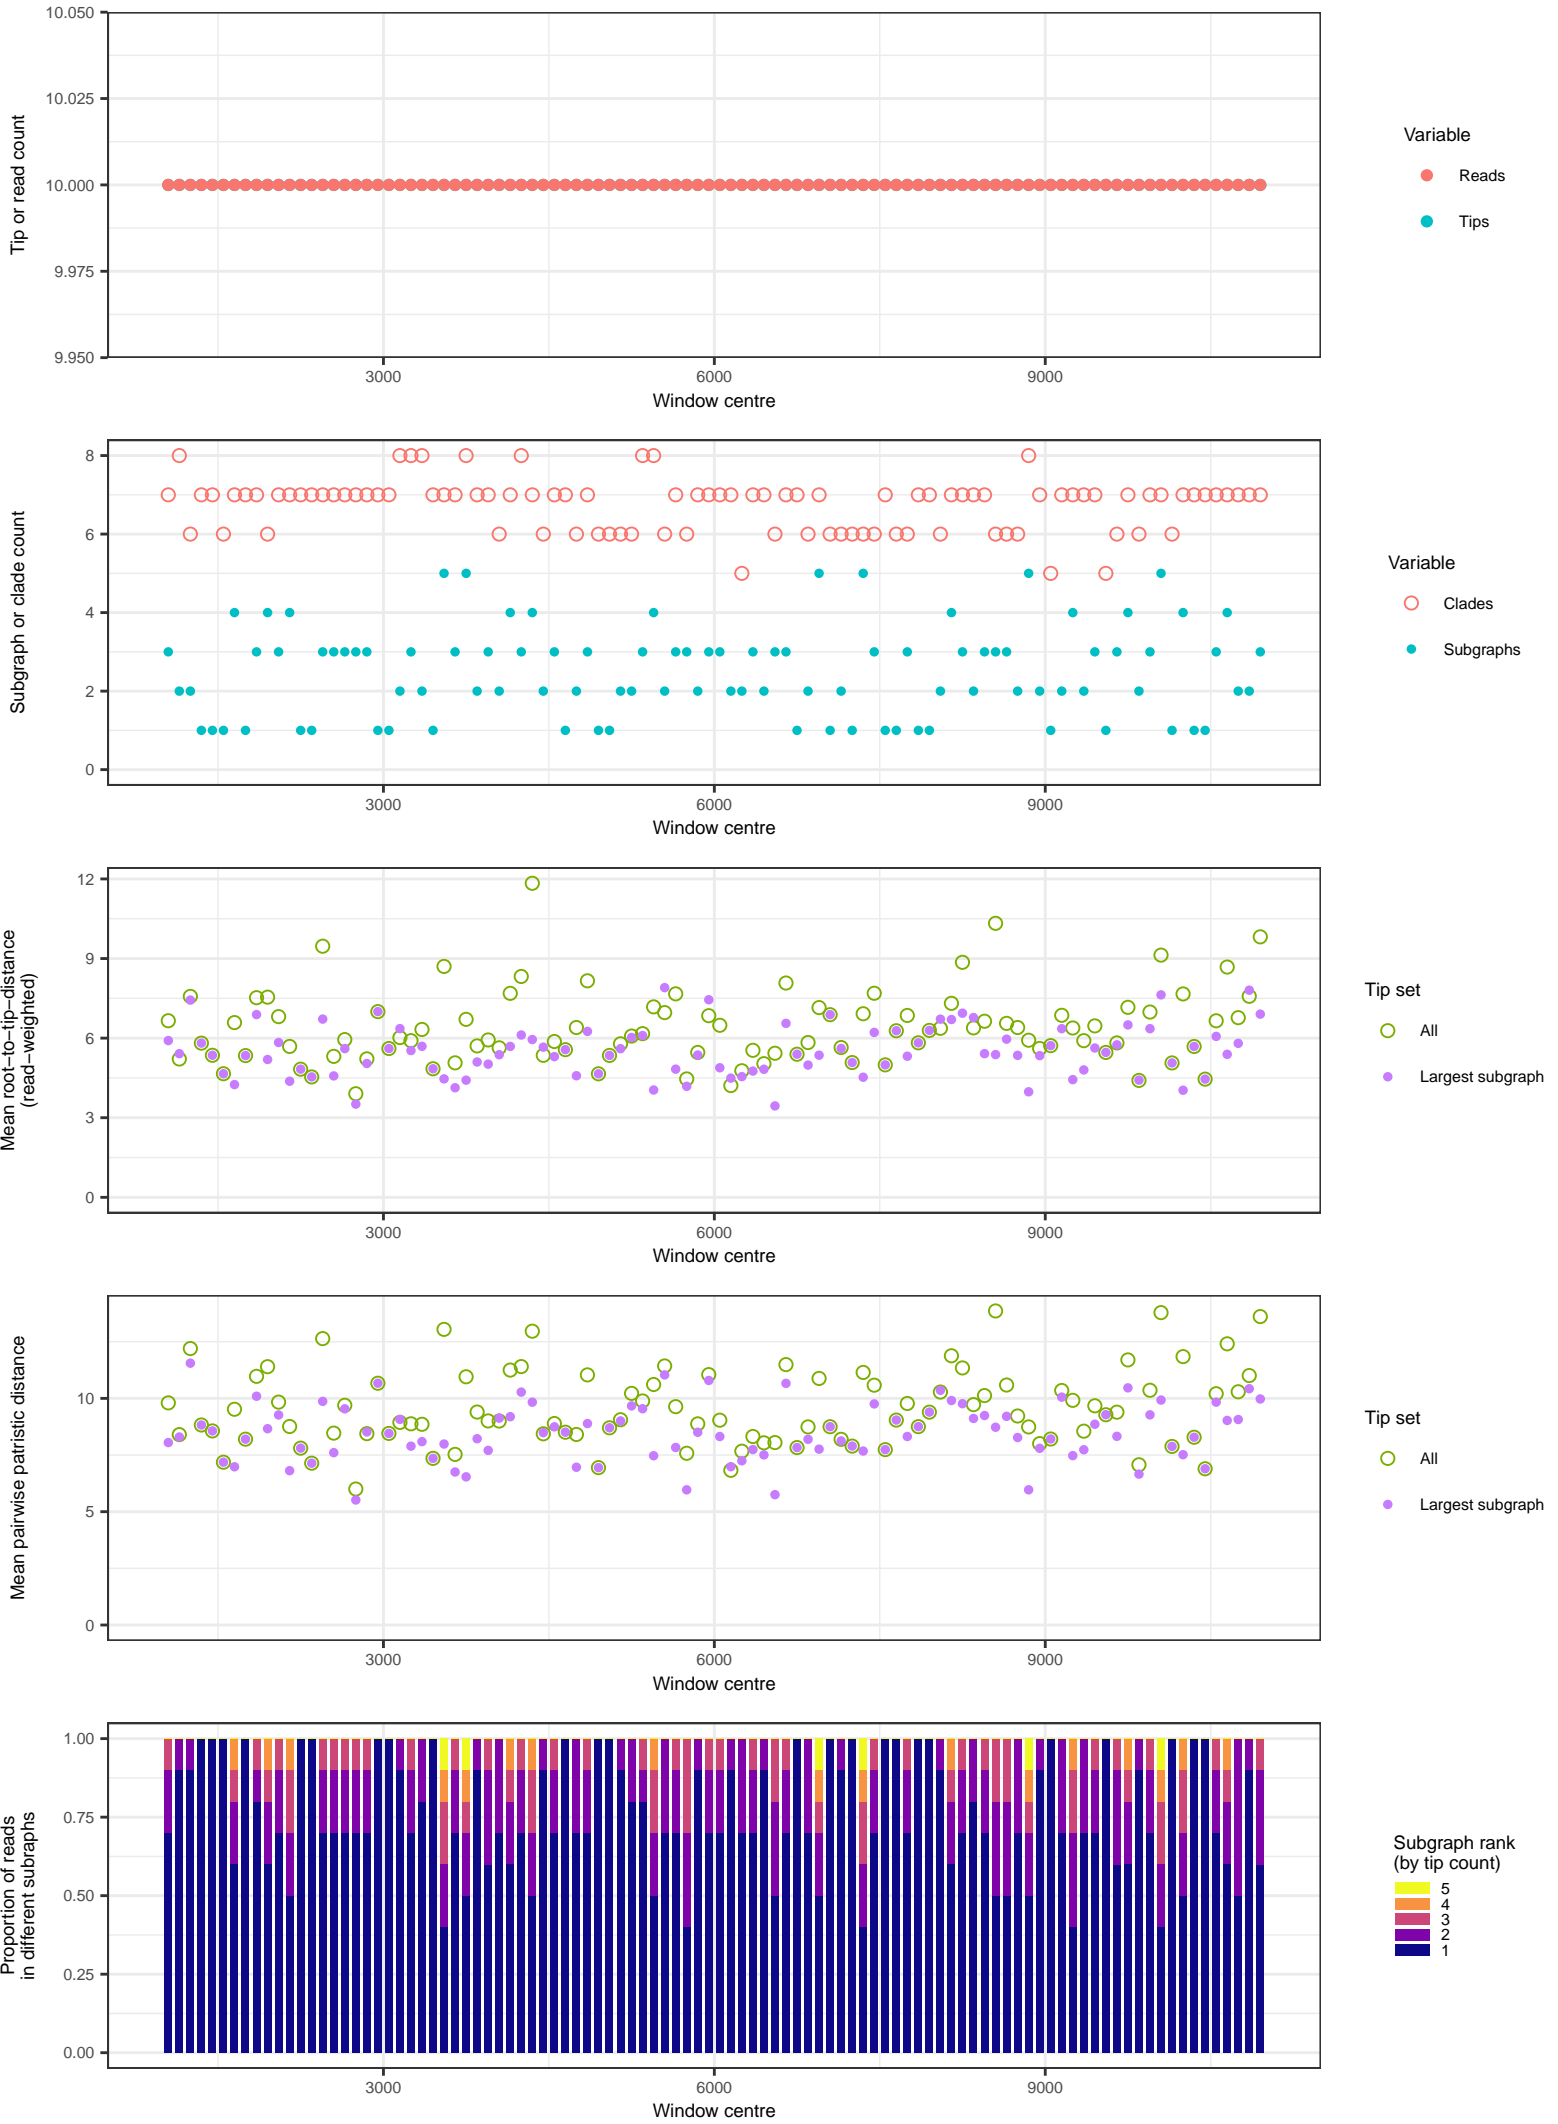 10.050
10.025
10.000
9.975
9.950
Tip or read count
3000
6000
9000
Window centre
Variable
Reads
Tips
8
6
4
2
0
Subgraph or clade count
3000
6000
9000
Window centre
Variable
Clades
Subgraphs
12
9
6
3
0
Mean root−to−tip−distance
(read−weighted)
3000
6000
9000
Window centre
Tip set
All
Largest subgraph
10
5
0
Mean pairwise patristic distance
3000
6000
9000
Window centre
Tip set
All
Largest subgraph
1.00
0.75
0.50
0.25
0.00
Proportion of reads
in different subraphs
3000
6000
9000
Window centre
Subgraph rank
(by tip count)
5
4
3
2
1